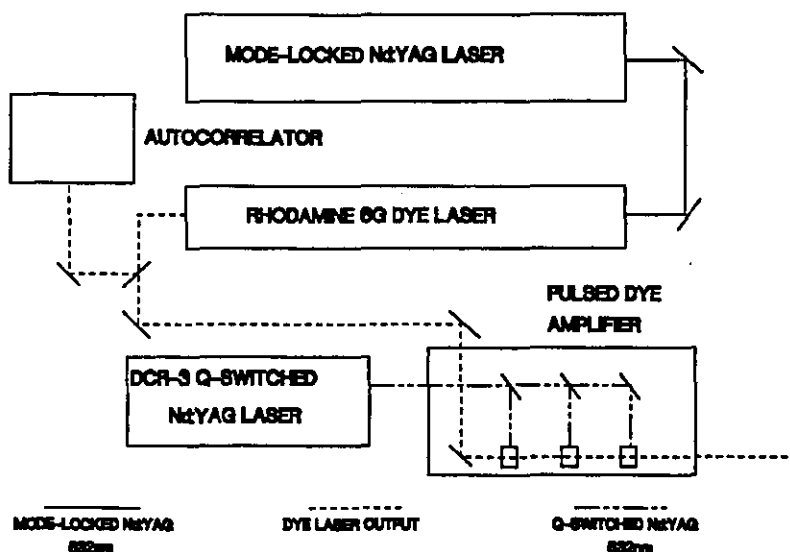 MODE-LOCKED Nd:YAG LASER
AUTOCORRELATOR
RHODAMINE 6G DYE LASER
PULSED DYE
AMPLIFIER
DCR-3 Q-SWITCHED
Nd:YAG LASER
MODE-LOCKED Nd:YAG
532nm
DYE LASER OUTPUT
Q-SWITCHED Nd:YAG
532nm